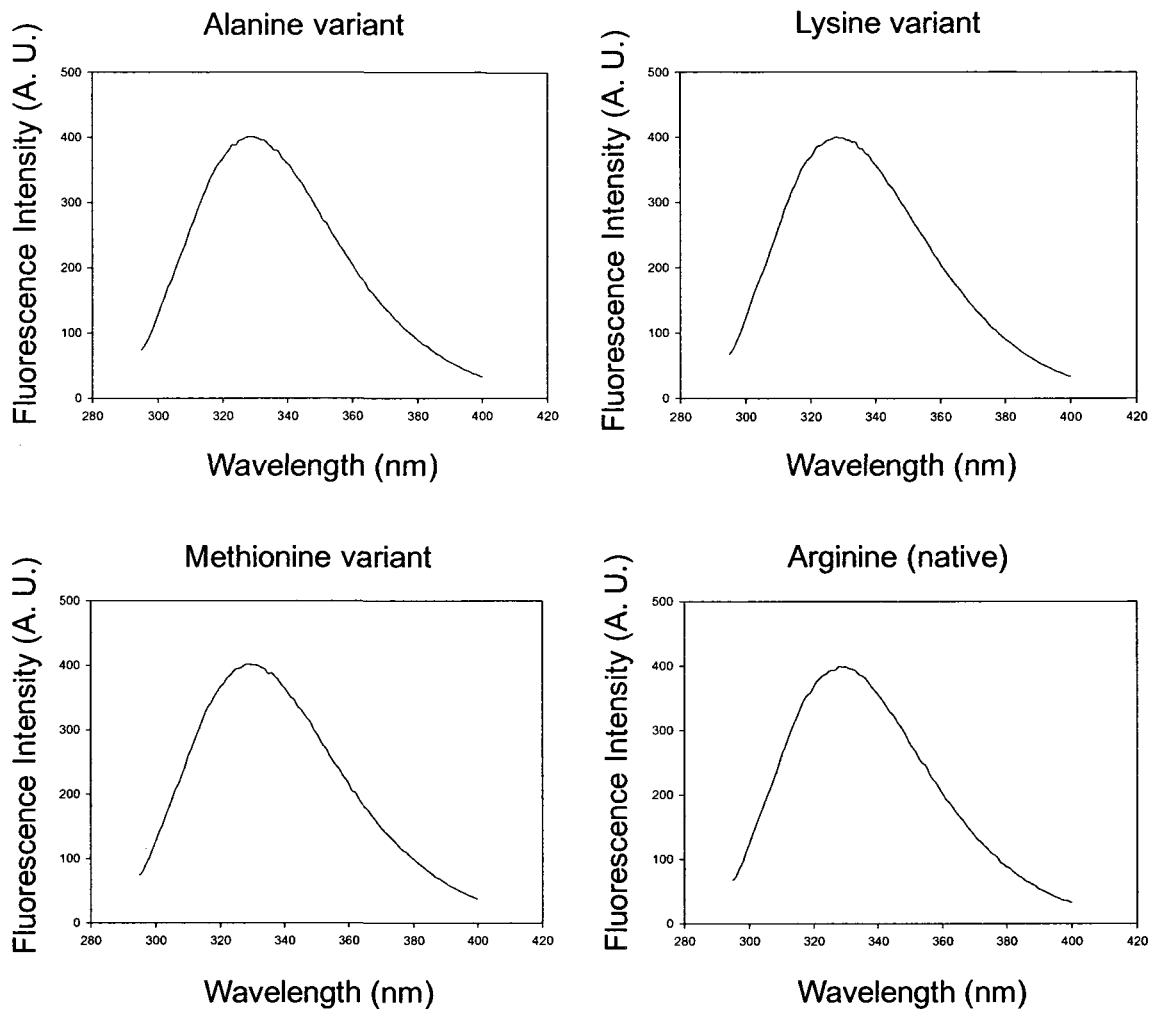 Alanine variant
Fluorescence Intensity (A. U.)
500
400
300
200
100
0
280 300 320 340 360 380 400 420
Wavelength (nm)
Lysine variant
Fluorescence Intensity (A. U.)
500
400
300
200
100
0
280 300 320 340 360 380 400 420
Wavelength (nm)
Methionine variant
Fluorescence Intensity (A. U.)
500
400
300
200
100
0
280 300 320 340 360 380 400 420
Wavelength (nm)
Arginine (native)
Fluorescence Intensity (A. U.)
500
400
300
200
100
0
280 300 320 340 360 380 400 420
Wavelength (nm)